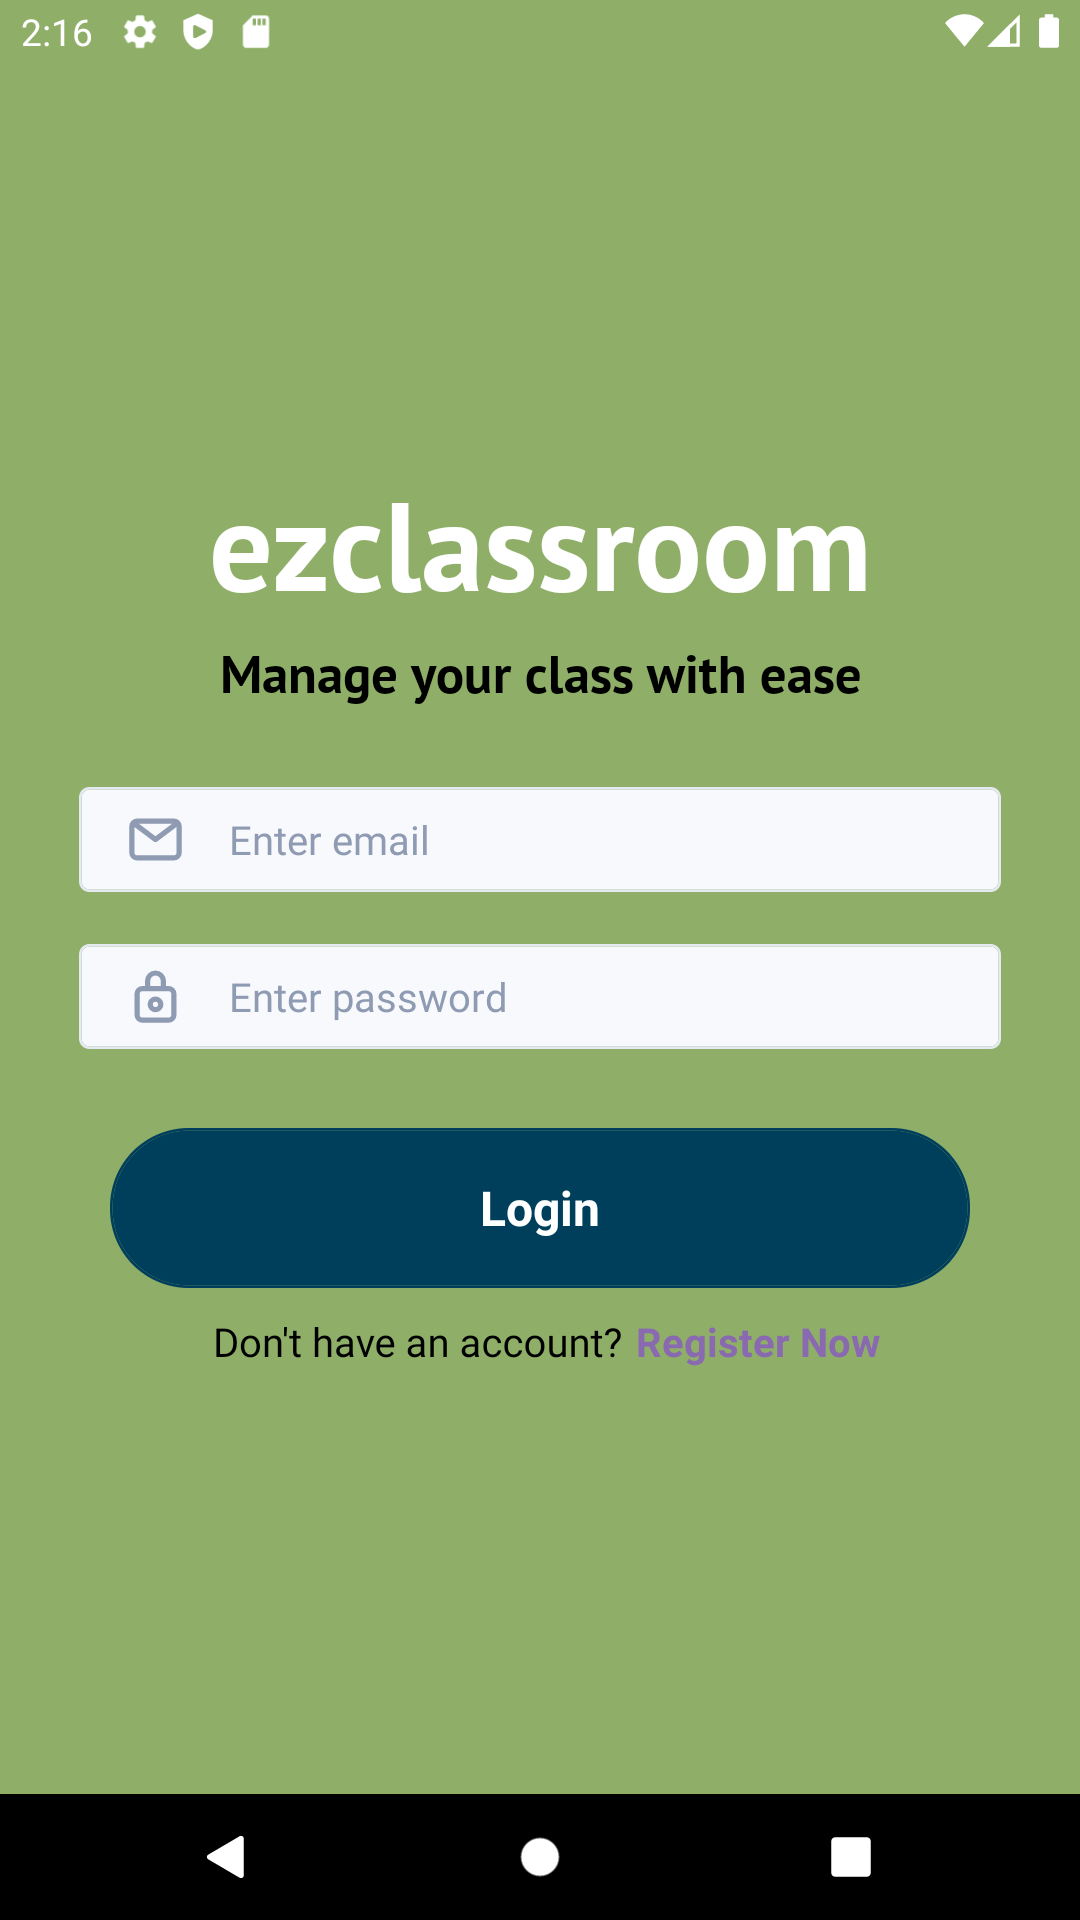 2:16
ezclassroom
Manage your class with ease
Enter email
Enter password
Login
Don't have an account? Register Now